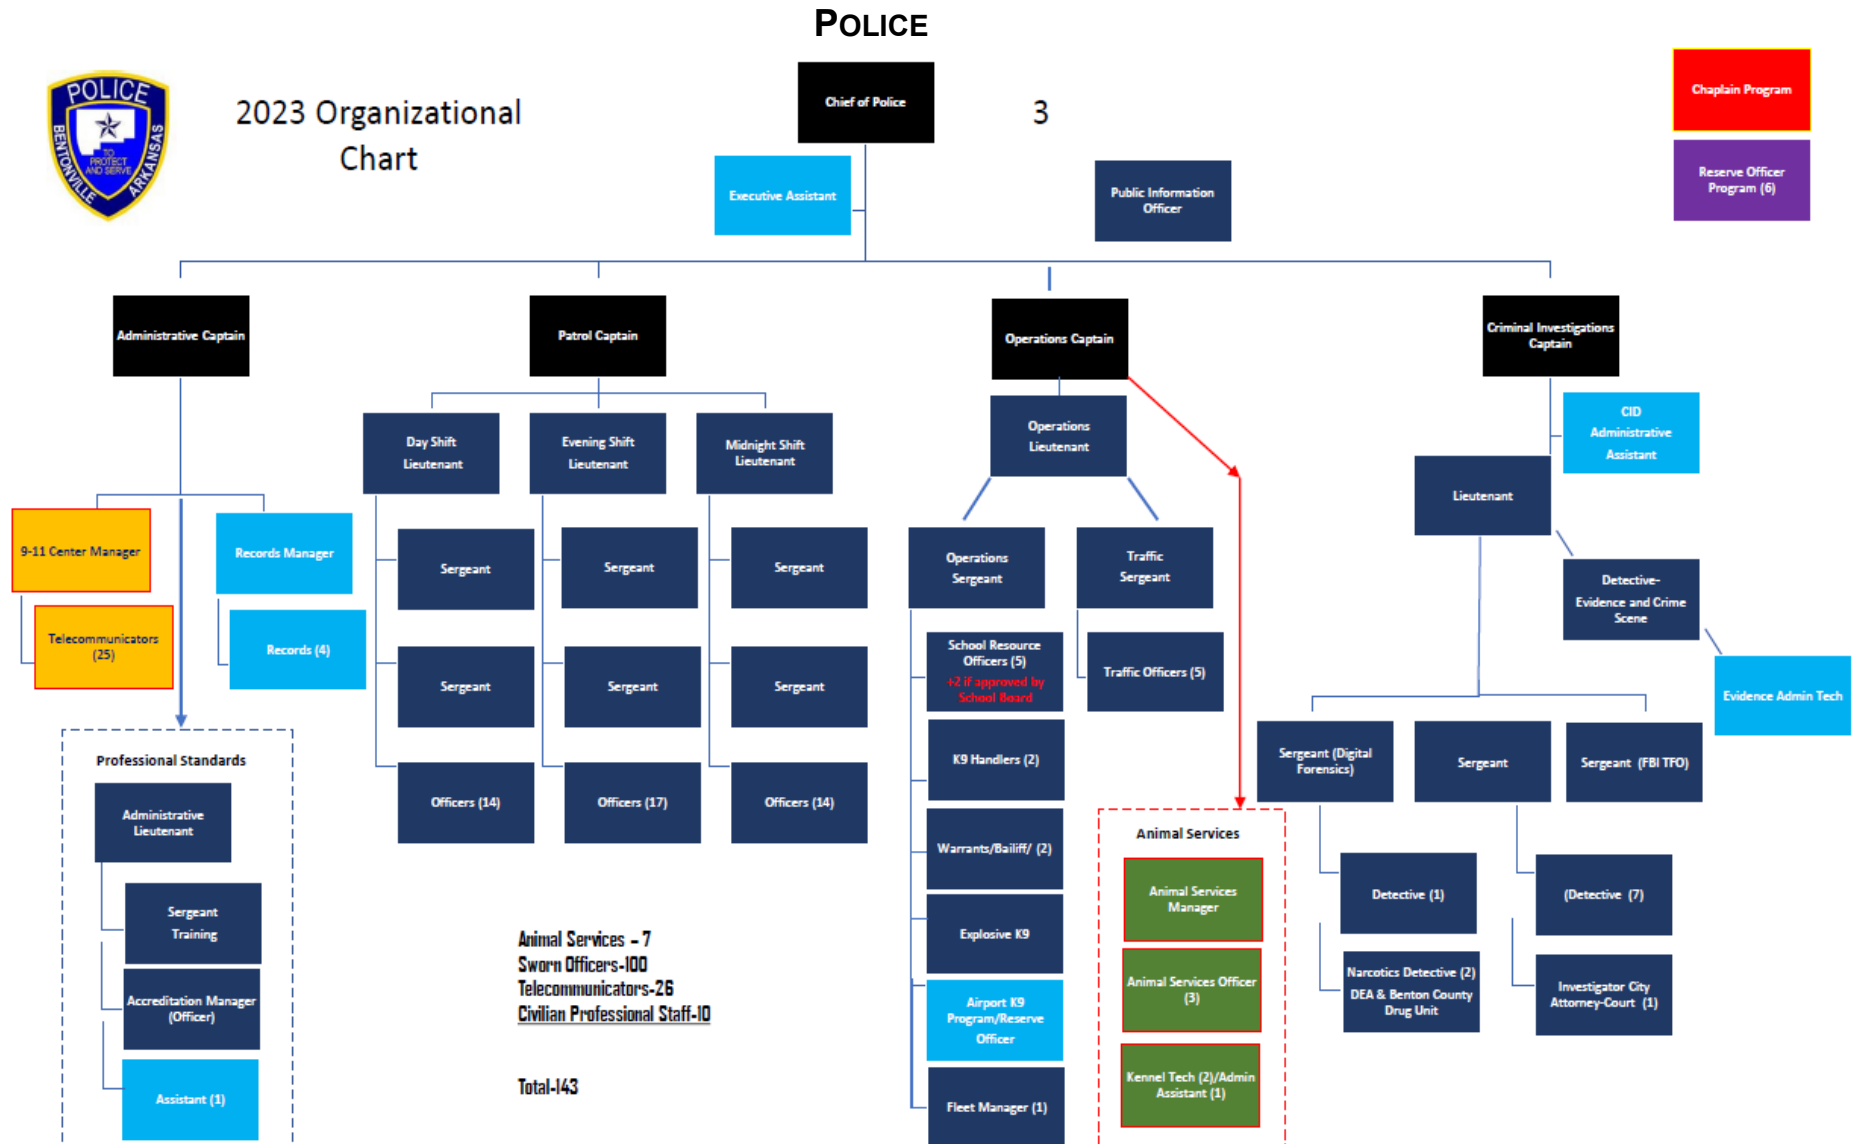 POLICE
POLICE
BENTONVILLE
ARKANSAS
TO
PROTECT
AND SERVE
2023 Organizational
Chart
Chief of Police
3
Chaplain Program
Reserve Officer
Program (6)
Executive Assistant
Public Information
Officer
Administrative Captain
Patrol Captain
Operations Captain
Criminal Investigations
Captain
CID
Administrative
Assistant
Day Shift
Lieutenant
Evening Shift
Lieutenant
Midnight Shift
Lieutenant
Operations
Lieutenant
Lieutenant
9-11 Center Manager
Records Manager
Telecommunicators
(25)
Records (4)
Sergeant
Sergeant
Sergeant
Operations
Sergeant
Traffic
Sergeant
Detective-
Evidence and Crime
Scene
Evidence Admin Tech
Sergeant
Sergeant
Sergeant
School Resource
Officers (5)
+2 if approved by
School Board
Traffic Officers (5)
Professional Standards
Administrative
Lieutenant
Sergeant
Training
Accreditation Manager
(Officer)
Assistant (1)
Officers (14)
Officers (17)
Officers (14)
K9 Handlers (2)
Warrants/Bailiff/ (2)
Explosive K9
Airport K9
Program/Reserve
Officer
Fleet Manager (1)
Animal Services
Animal Services
Manager
Animal Services Officer
(3)
Kennel Tech (2)/Admin
Assistant (1)
Sergeant (Digital
Forensics)
Sergeant
Sergeant (FBI TFO)
Detective (1)
(Detective (7)
Narcotics Detective (2)
DEA & Benton County
Drug Unit
Investigator City
Attorney-Court (1)
Animal Services - 7
Sworn Officers-100
Telecommunicators-26
Civilian Professional Staff-10
Total-143